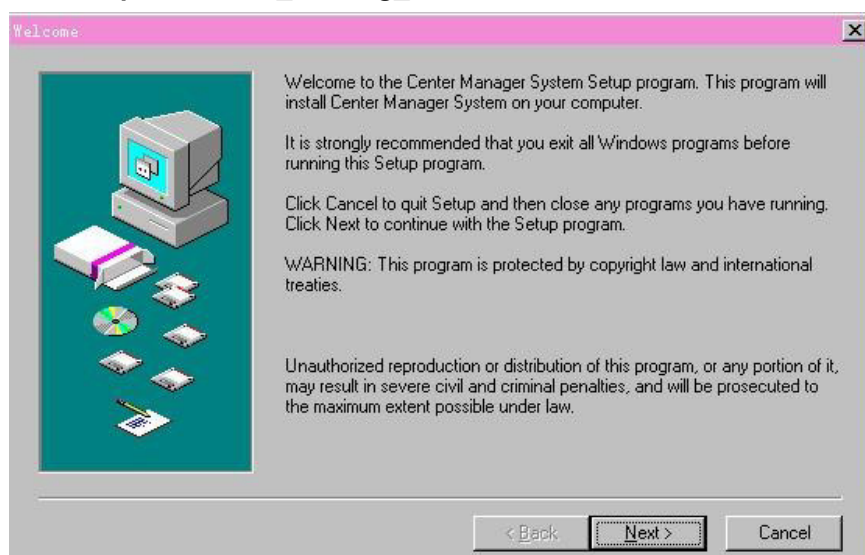 Welcome
Welcome to the Center Manager System Setup program. This program will
install Center Manager System on your computer.
It is strongly recommended that you exit all Windows programs before
running this Setup program.
Click Cancel to quit Setup and then close any programs you have running.
Click Next to continue with the Setup program.
WARNING: This program is protected by copyright law and international
treaties.
Unauthorized reproduction or distribution of this program, or any portion of it,
may result in severe civil and criminal penalties, and will be prosecuted to
the maximum extent possible under law.
< Back Next > Cancel